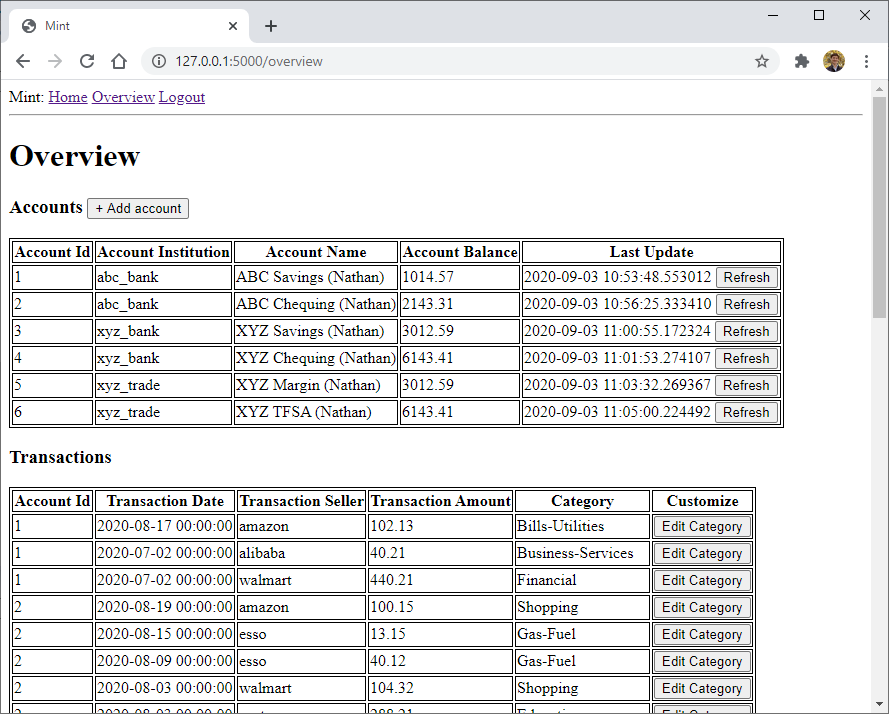 Mint
127.0.0.1:5000/overview
Mint: Home Overview Logout
Overview
Accounts + Add account
Account Id Account Institution Account Name Account Balance Last Update
1 abc_bank ABC Savings (Nathan) 1014.57 2020-09-03 10:53:48.553012 Refresh
2 abc_bank ABC Chequing (Nathan) 2143.31 2020-09-03 10:56:25.333410 Refresh
3 xyz_bank XYZ Savings (Nathan) 3012.59 2020-09-03 11:00:55.172324 Refresh
4 xyz_bank XYZ Chequing (Nathan) 6143.41 2020-09-03 11:01:53.274107 Refresh
5 xyz_trade XYZ Margin (Nathan) 3012.59 2020-09-03 11:03:32.269367 Refresh
6 xyz_trade XYZ TFSA (Nathan) 6143.41 2020-09-03 11:05:00.224492 Refresh
Transactions
Account Id Transaction Date Transaction Seller Transaction Amount Category Customize
1 2020-08-17 00:00:00 amazon 102.13 Bills-Utilities Edit Category
1 2020-07-02 00:00:00 alibaba 40.21 Business-Services Edit Category
1 2020-07-02 00:00:00 walmart 440.21 Financial Edit Category
2 2020-08-19 00:00:00 amazon 100.15 Shopping Edit Category
2 2020-08-15 00:00:00 esso 13.15 Gas-Fuel Edit Category
2 2020-08-09 00:00:00 esso 40.12 Gas-Fuel Edit Category
2 2020-08-03 00:00:00 walmart 104.32 Shopping Edit Category